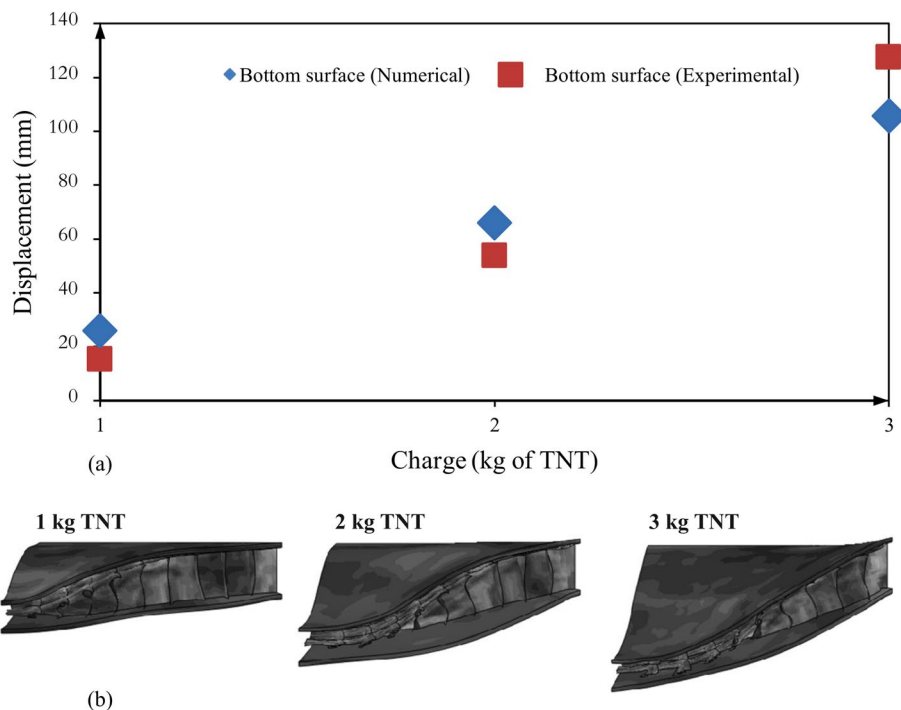 140
120
100
80
60
40
20
0
Displacement (mm)
Bottom surface (Numerical) Bottom surface (Experimental)
1 2 3
Charge (kg of TNT)
(a)
1 kg TNT 2 kg TNT 3 kg TNT
(b)